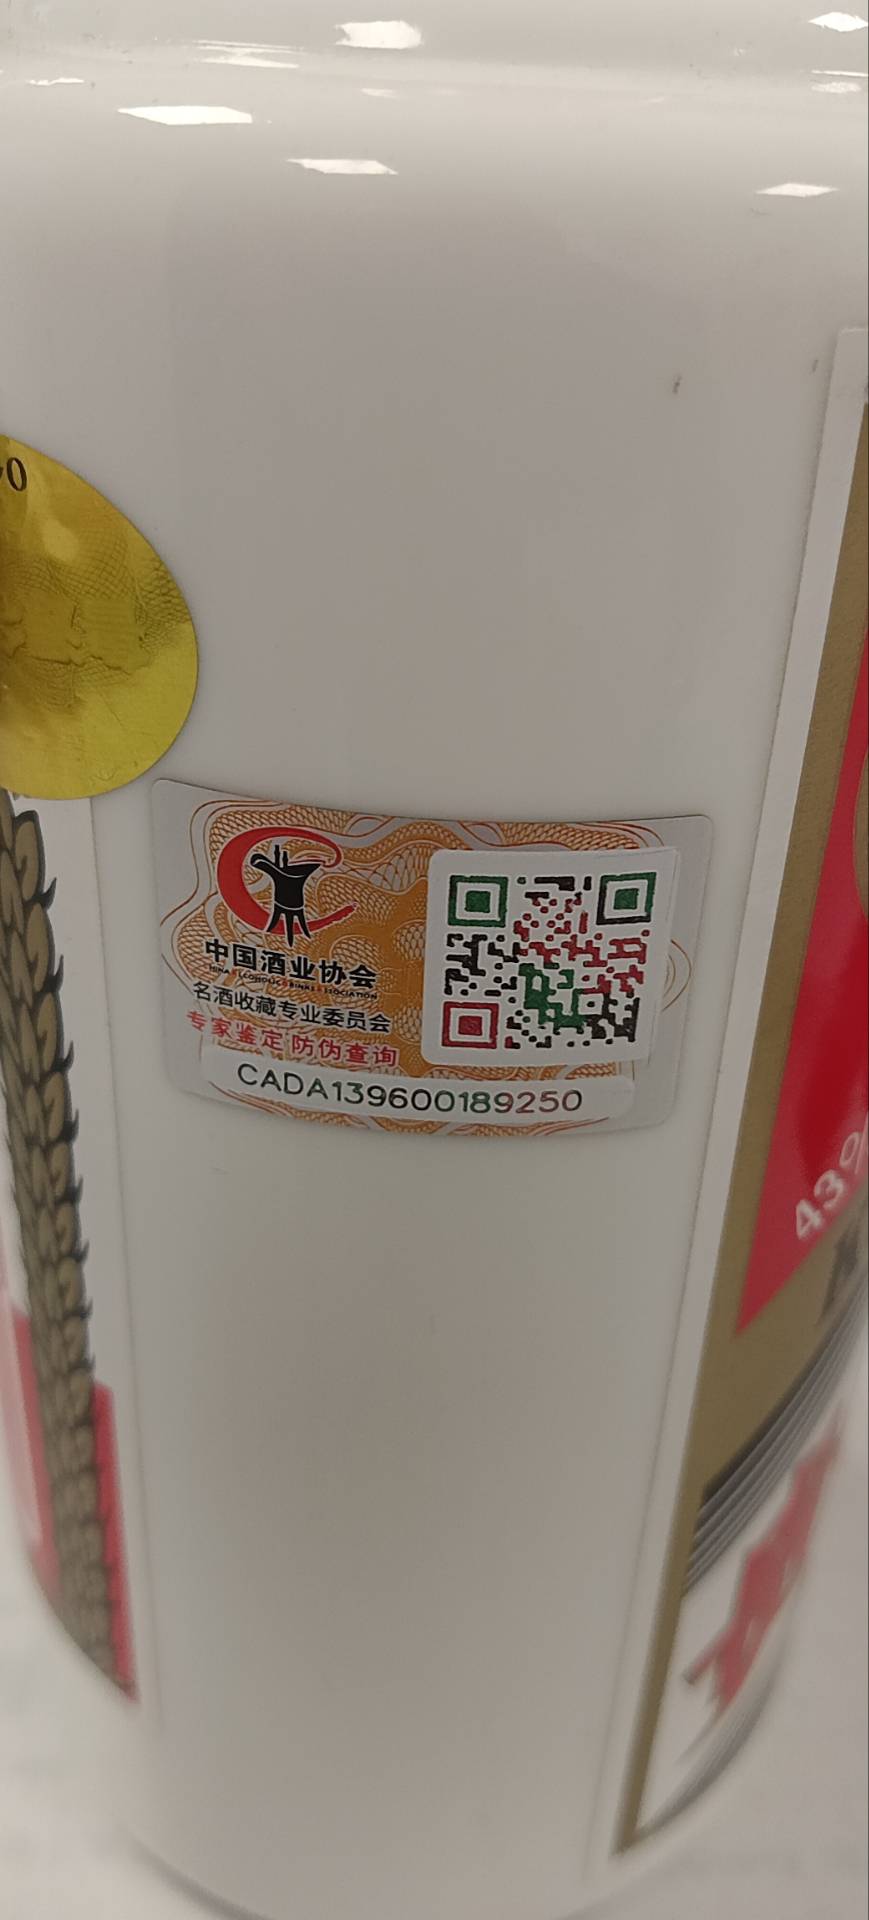 中国酒业协会
名酒收藏专业委员会
专家鉴定 防伪查询
CADA139600189250
43%